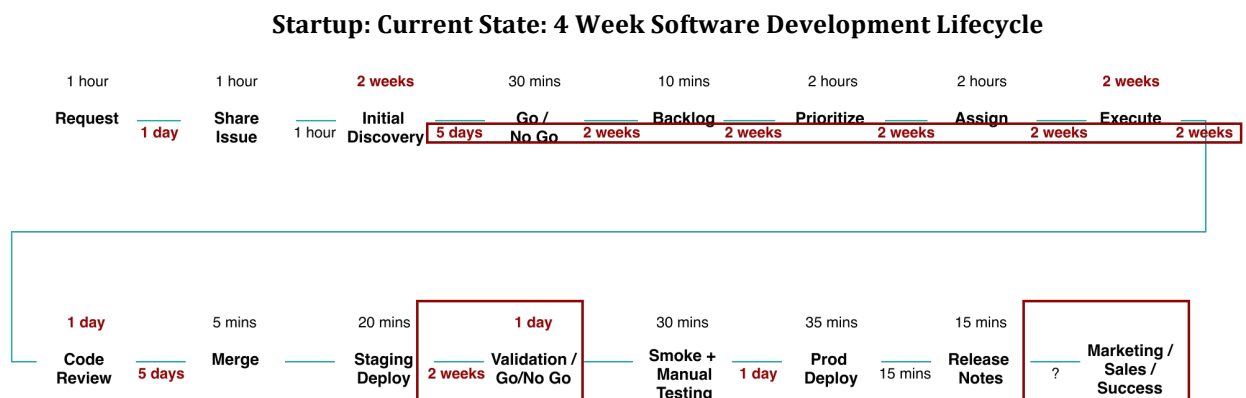 Startup: Current State: 4 Week Software Development Lifecycle
1 hour 1 hour 2 weeks 30 mins 10 mins 2 hours 2 hours 2 weeks
Request Share Initial Go / Backlog Prioritize Assign Execute
1 day Issue 1 hour Discovery 5 days No Go 2 weeks 2 weeks 2 weeks 2 weeks 2 weeks
1 day 5 mins 20 mins 1 day 30 mins 35 mins 15 mins
Code Merge Staging Validation / Smoke + Prod Release Marketing /
Review 5 days Deploy 2 weeks Go/No Go Manual 1 day Deploy 15 mins Notes ? Sales /
Testing Success